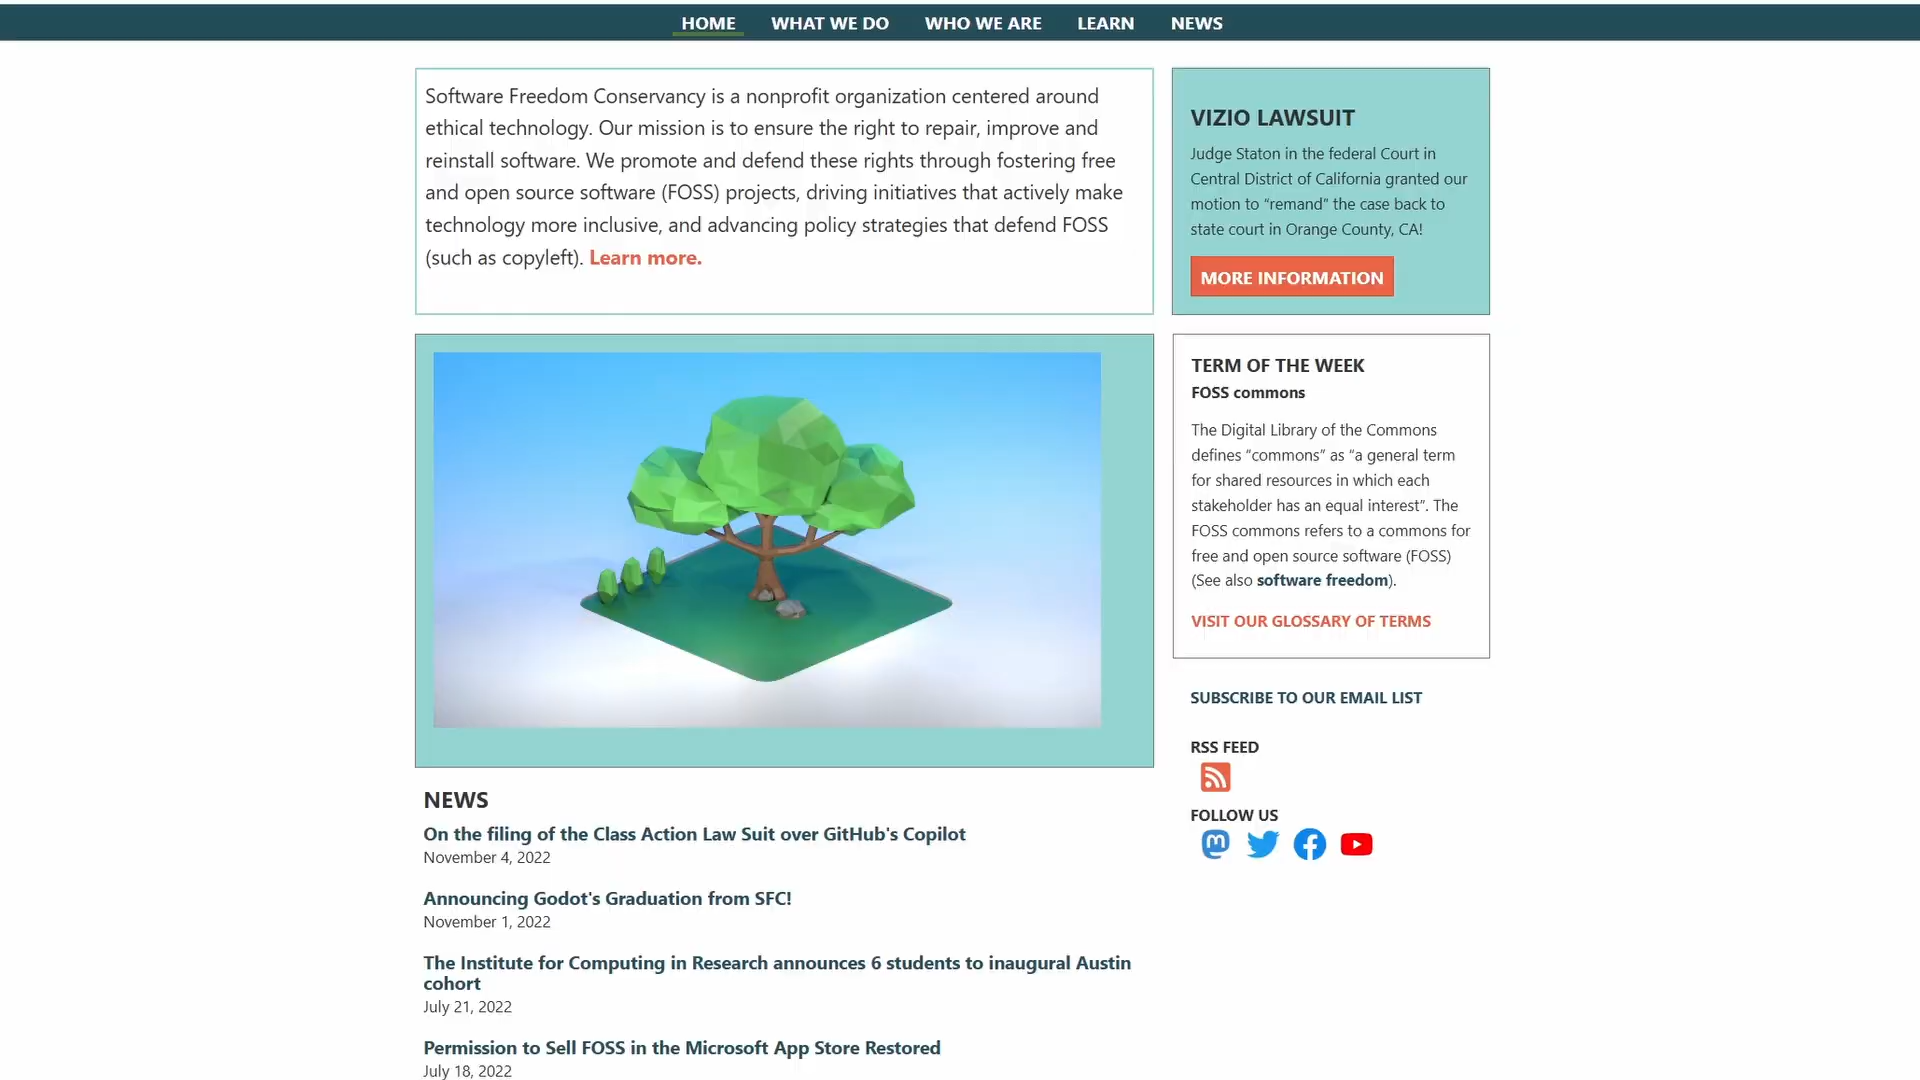 HOME WHAT WE DO WHO WE ARE LEARN NEWS
Software Freedom Conservancy is a nonprofit organization centered around
ethical technology. Our mission is to ensure the right to repair, improve and
reinstall software. We promote and defend these rights through fostering free
and open source software (FOSS) projects, driving initiatives that actively make
technology more inclusive, and advancing policy strategies that defend FOSS
(such as copyleft). Learn more.
VIZIO LAWSUIT
Judge Staton in the federal Court in
Central District of California granted our
motion to “remand” the case back to
state court in Orange County, CA!
MORE INFORMATION
TERM OF THE WEEK
FOSS commons
The Digital Library of the Commons
defines “commons” as “a general term
for shared resources in which each
stakeholder has an equal interest”. The
FOSS commons refers to a commons for
free and open source software (FOSS)
(See also software freedom).
VISIT OUR GLOSSARY OF TERMS
SUBSCRIBE TO OUR EMAIL LIST
RSS FEED
FOLLOW US
NEWS
On the filing of the Class Action Law Suit over GitHub's Copilot
November 4, 2022
Announcing Godot's Graduation from SFC!
November 1, 2022
The Institute for Computing in Research announces 6 students to inaugural Austin
cohort
July 21, 2022
Permission to Sell FOSS in the Microsoft App Store Restored
July 18, 2022